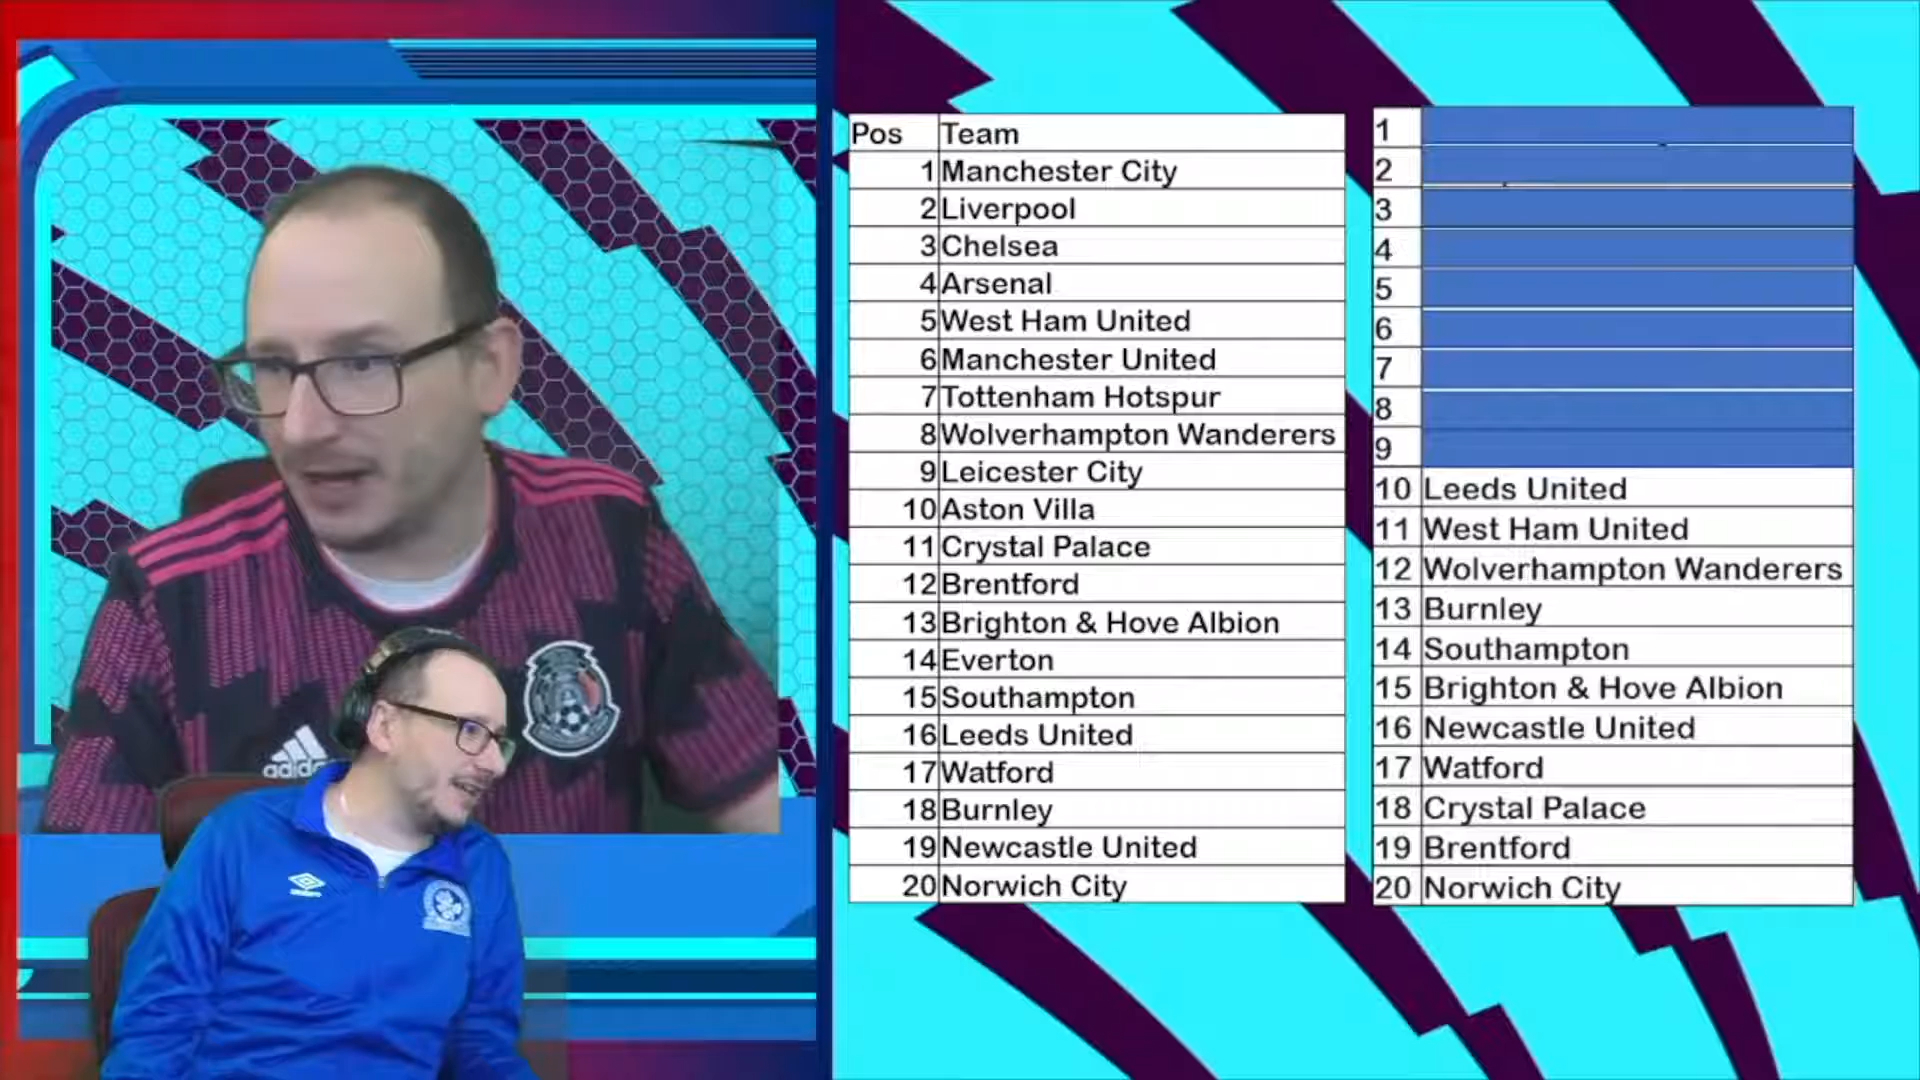 Pos Team
1 Manchester City
2 Liverpool
3 Chelsea
4 Arsenal
5 West Ham United
6 Manchester United
7 Tottenham Hotspur
8 Wolverhampton Wanderers
9 Leicester City
10 Aston Villa
11 Crystal Palace
12 Brentford
13 Brighton & Hove Albion
14 Everton
15 Southampton
16 Leeds United
17 Watford
18 Burnley
19 Newcastle United
20 Norwich City
1
2
3
4
5
6
7
8
9
10 Leeds United
11 West Ham United
12 Wolverhampton Wanderers
13 Burnley
14 Southampton
15 Brighton & Hove Albion
16 Newcastle United
17 Watford
18 Crystal Palace
19 Brentford
20 Norwich City
adidas